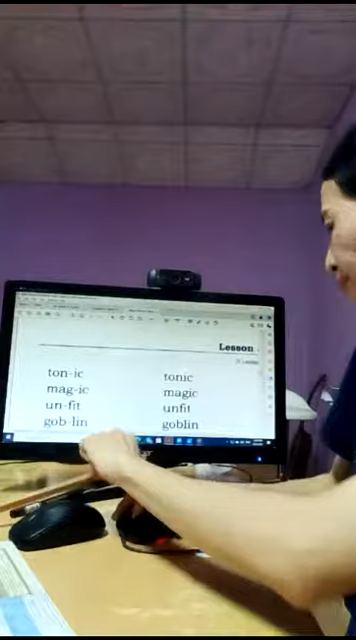 Lesson
ton-ic tonic
mag-ic magic
un-fit unfit
gob-lin goblin